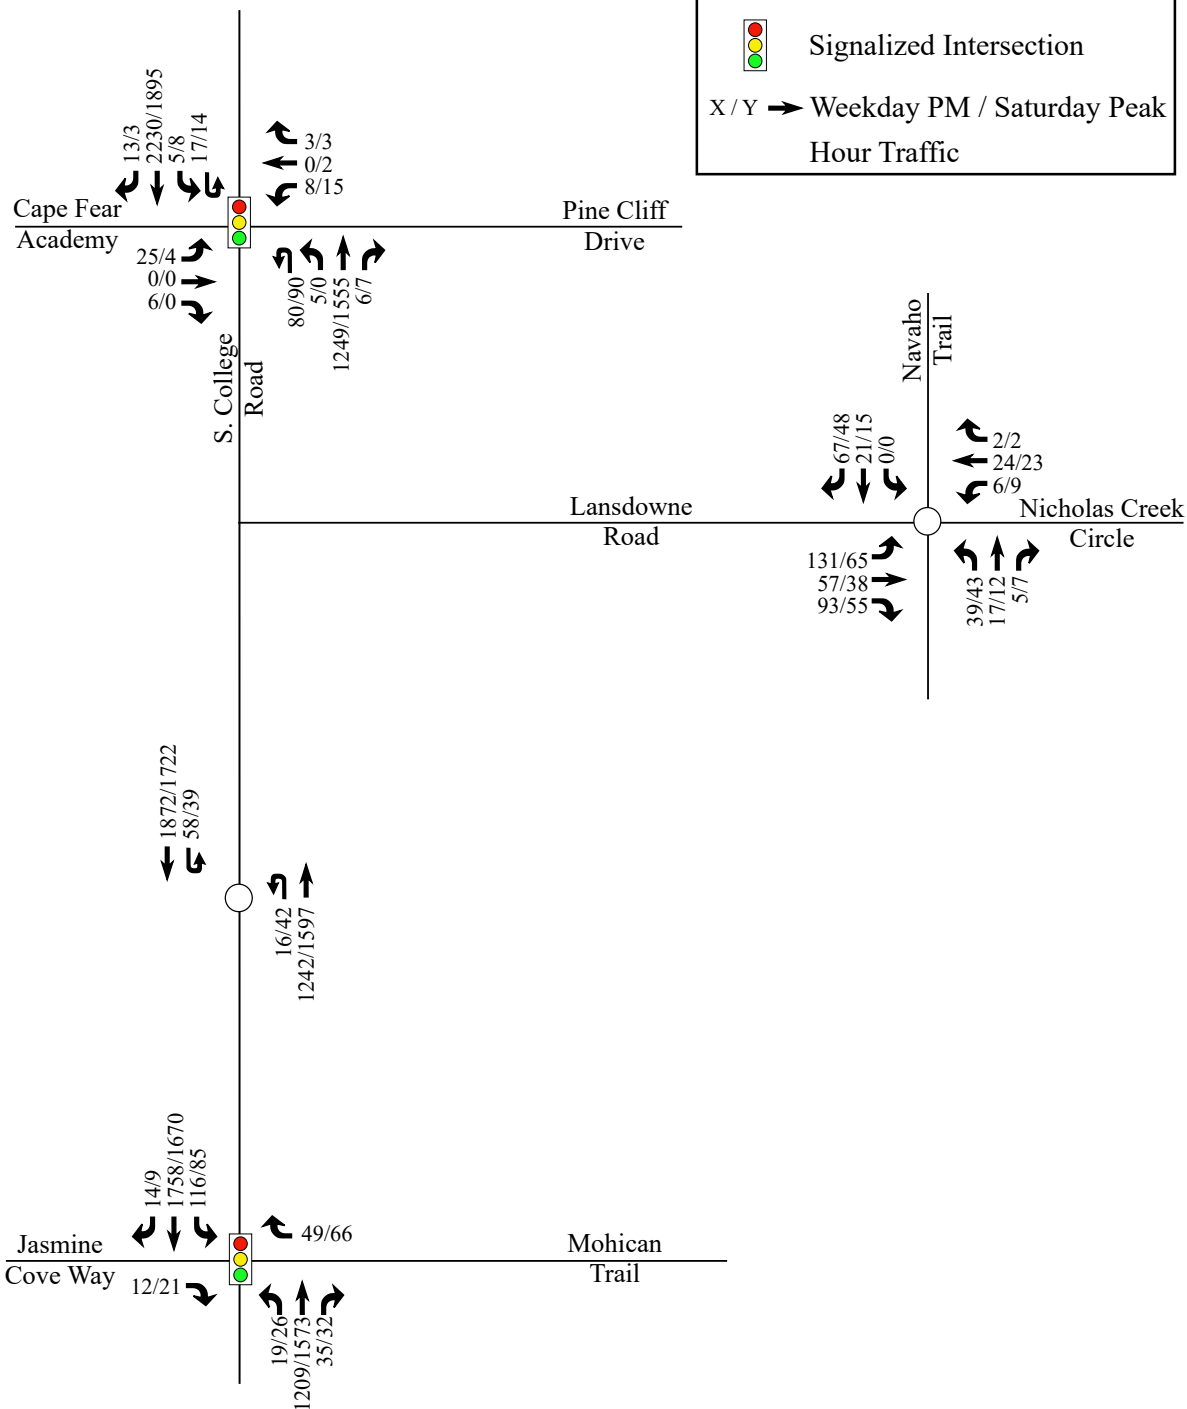 Signalized Intersection
X / Y Weekday PM / Saturday Peak
Hour Traffic
13/3
2230/1895
5/8
17/14
3/3
0/2
8/15
Cape Fear
Academy
Pine Cliff
Drive
25/4
0/0
6/0
80/90
5/0
1249/1555
6/7
S. College
Road
Navaho
Trail
67/48
21/15
0/0
2/2
24/23
6/9
Lansdowne
Road
Nicholas Creek
Circle
131/65
57/38
93/55
39/43
17/12
5/7
1872/1722
58/39
16/42
1242/1597
14/9
1758/1670
116/85
49/66
Jasmine
Cove Way
Mohican
Trail
12/21
19/26
1209/1573
35/32